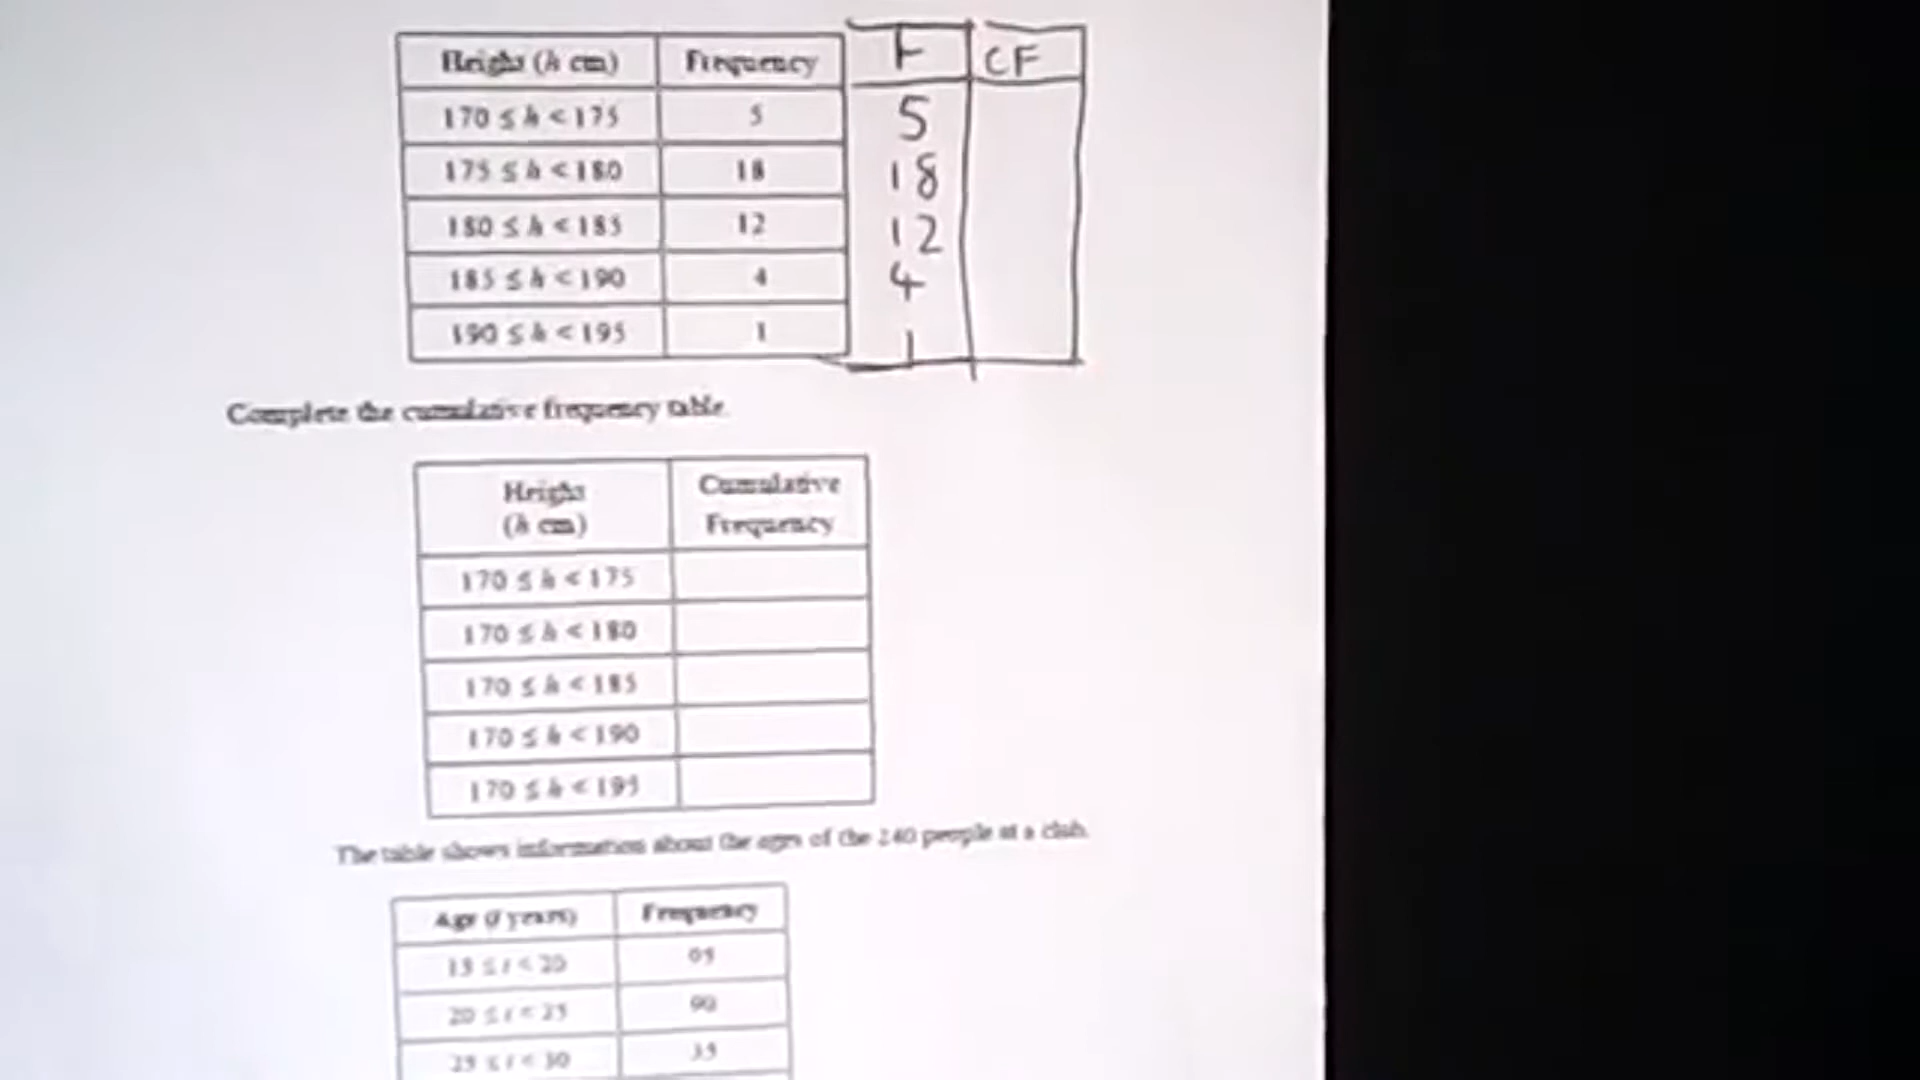 Height (h cm) Frequency F CF
170 ≤ h < 175 5 5
175 ≤ h < 180 18 18
180 ≤ h < 185 12 12
185 ≤ h < 190 4 4
190 ≤ h < 195 1 1
Complete the cumulative frequency table.
Height Cumulative
(h cm) Frequency
170 ≤ h < 175
170 ≤ h < 180
170 ≤ h < 185
170 ≤ h < 190
170 ≤ h < 195
The table shows information about the ages of the 240 people at a club.
Age (t years) Frequency
15 ≤ t < 20 95
20 ≤ t < 25 90
25 ≤ t < 30 35